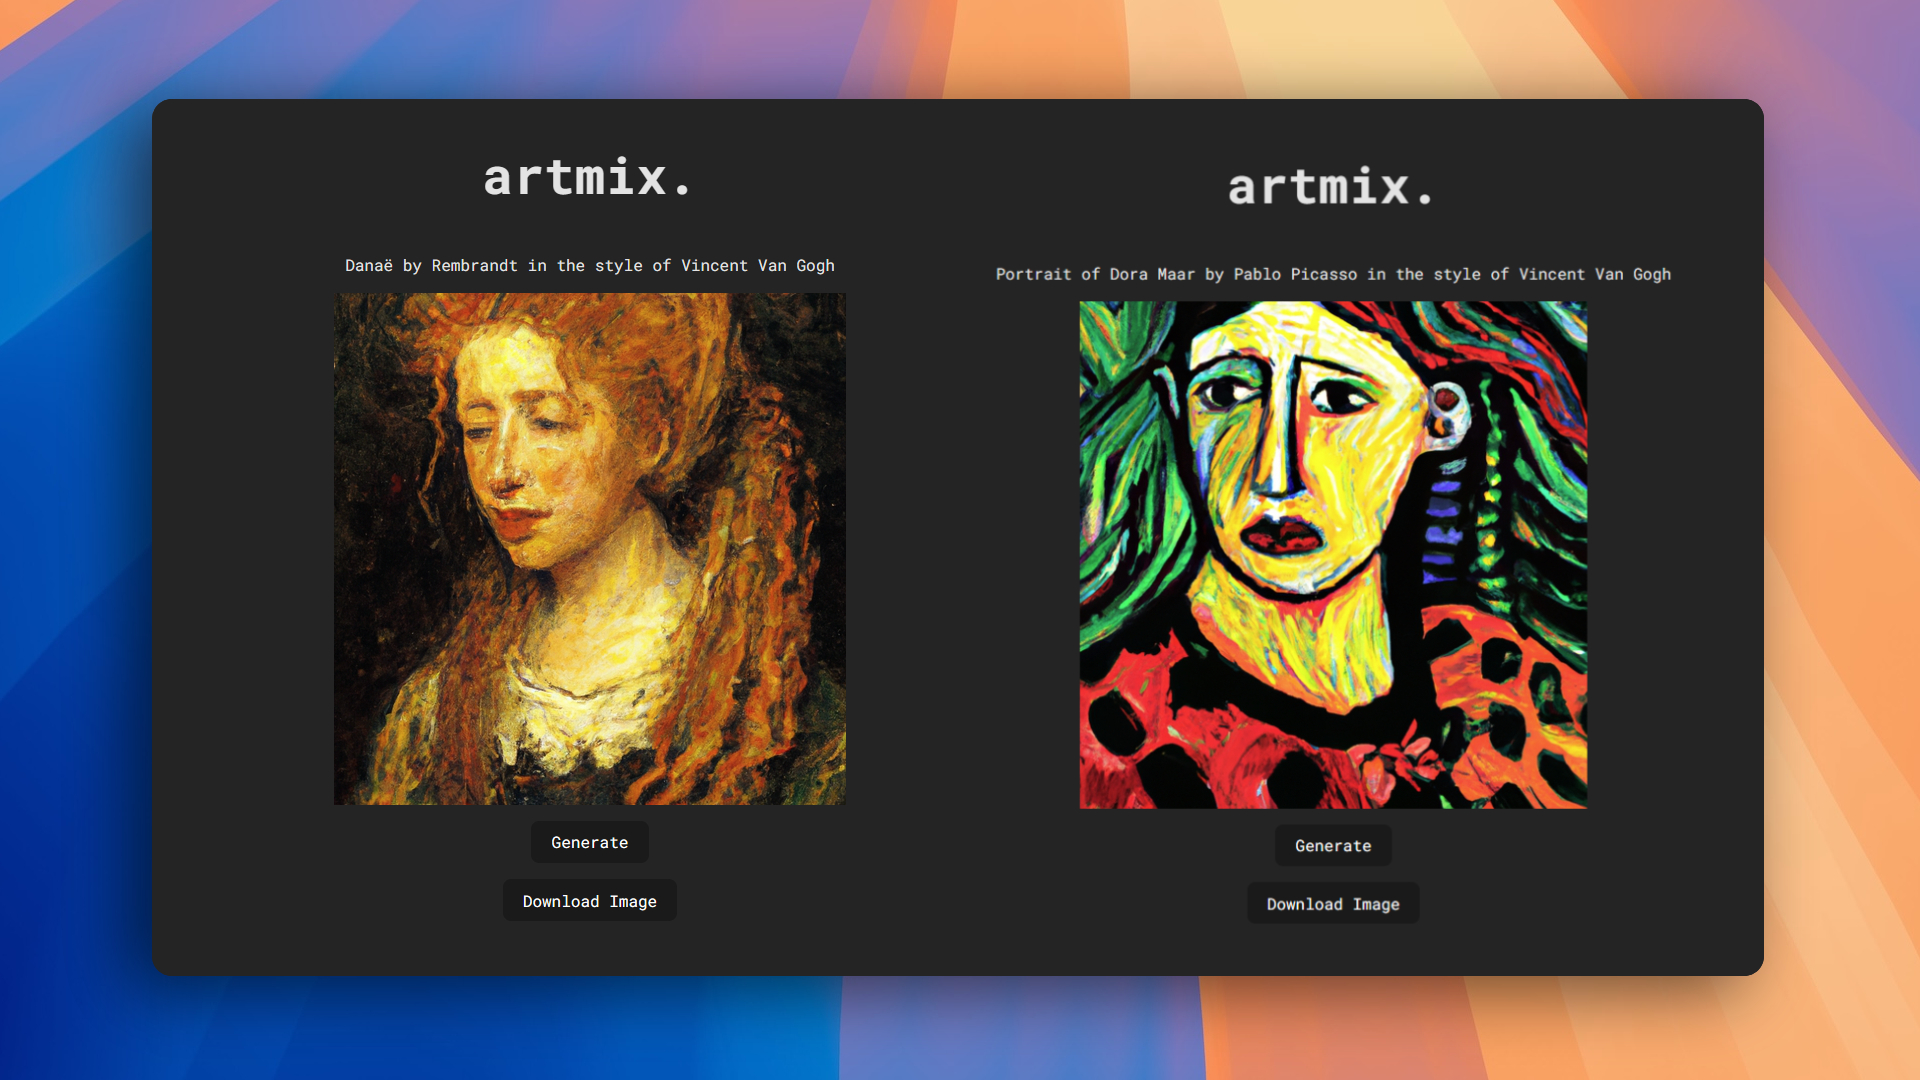 artmix.
Danaë by Rembrandt in the style of Vincent Van Gogh
Generate
Download Image
artmix.
Portrait of Dora Maar by Pablo Picasso in the style of Vincent Van Gogh
Generate
Download Image